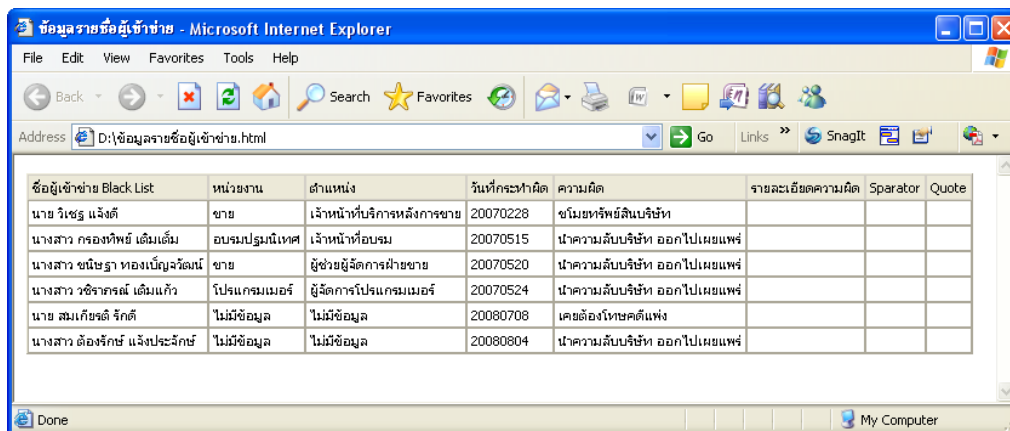 ข้อมูลรายชื่อผู้เข้าข่าย - Microsoft Internet Explorer
File Edit View Favorites Tools Help
Back Search Favorites
Address D:\ข้อมูลรายชื่อผู้เข้าข่าย.html Go Links » SnagIt
ชื่อผู้เข้าข่าย Black List หน่วยงาน ตำแหน่ง วันที่กระทำผิด ความผิด รายละเอียดความผิด Sparator Quote
นาย วิเชฐ แจ้งดี ขาย เจ้าหน้าที่บริการหลังการขาย 20070228 ขโมยทรัพย์สินบริษัท
นางสาว กรองทิพย์ เติมเต็ม อบรมปฐมนิเทศ เจ้าหน้าที่อบรม 20070515 นำความลับบริษัท ออกไปเผยแพร่
นางสาว ขนิษฐา ทองเบ็ญจวัฒน์ ขาย ผู้ช่วยผู้จัดการฝ่ายขาย 20070520 นำความลับบริษัท ออกไปเผยแพร่
นางสาว วชิราภรณ์ เติมแก้ว โปรแกรมเมอร์ ผู้จัดการโปรแกรมเมอร์ 20070524 นำความลับบริษัท ออกไปเผยแพร่
นาย สมเกียรติ รักดี ไม่มีข้อมูล ไม่มีข้อมูล 20080708 เคยต้องโทษคดีแพ่ง
นางสาว ต้องรักษ์ แจ้งประจักษ์ ไม่มีข้อมูล ไม่มีข้อมูล 20080804 นำความลับบริษัท ออกไปเผยแพร่
Done My Computer